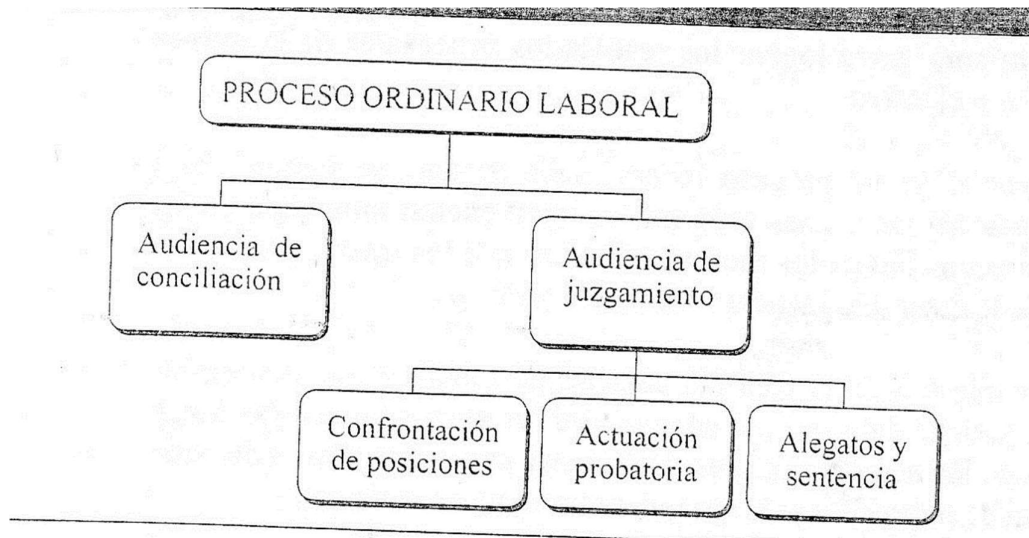 PROCESO ORDINARIO LABORAL
Audiencia de
conciliación
Audiencia de
juzgamiento
Confrontación
de posiciones
Actuación
probatoria
Alegatos y
sentencia